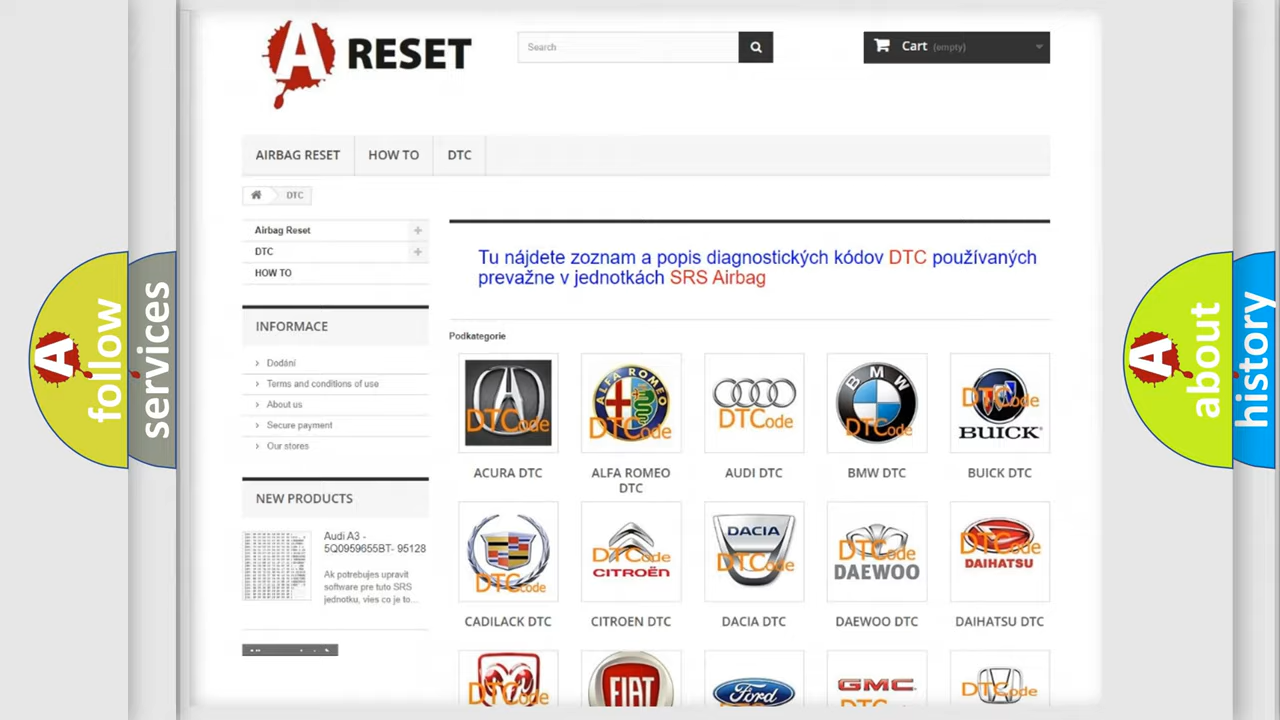 A RESET
Search
Cart (empty)
AIRBAG RESET
HOW TO
DTC
DTC
Airbag Reset
DTC
HOW TO
INFORMACE
Dodání
Terms and conditions of use
About us
Secure payment
Our stores
NEW PRODUCTS
Audi A3 -
5Q0959655BT- 95128
Ak potrebujes upravit
software pre tuto SRS
jednotku, vies co je to...
Tu nájdete zoznam a popis diagnostických kódov DTC používaných
prevažne v jednotkách SRS Airbag
Podkategorie
DTCode
ALFA ROMEO
DTCode
DTCode
BMW
DTCode
DTCode
BUICK
ACURA DTC
ALFA ROMEO
DTC
AUDI DTC
BMW DTC
BUICK DTC
DTCode
DTCode
CITROËN
DACIA
DTCode
DTCode
DAEWOO
DTCode
DAIHATSU
CADILACK DTC
CITROEN DTC
DACIA DTC
DAEWOO DTC
DAIHATSU DTC
DTCode
FIAT
Ford
GMC
DTCode
A follow
services
A about
history